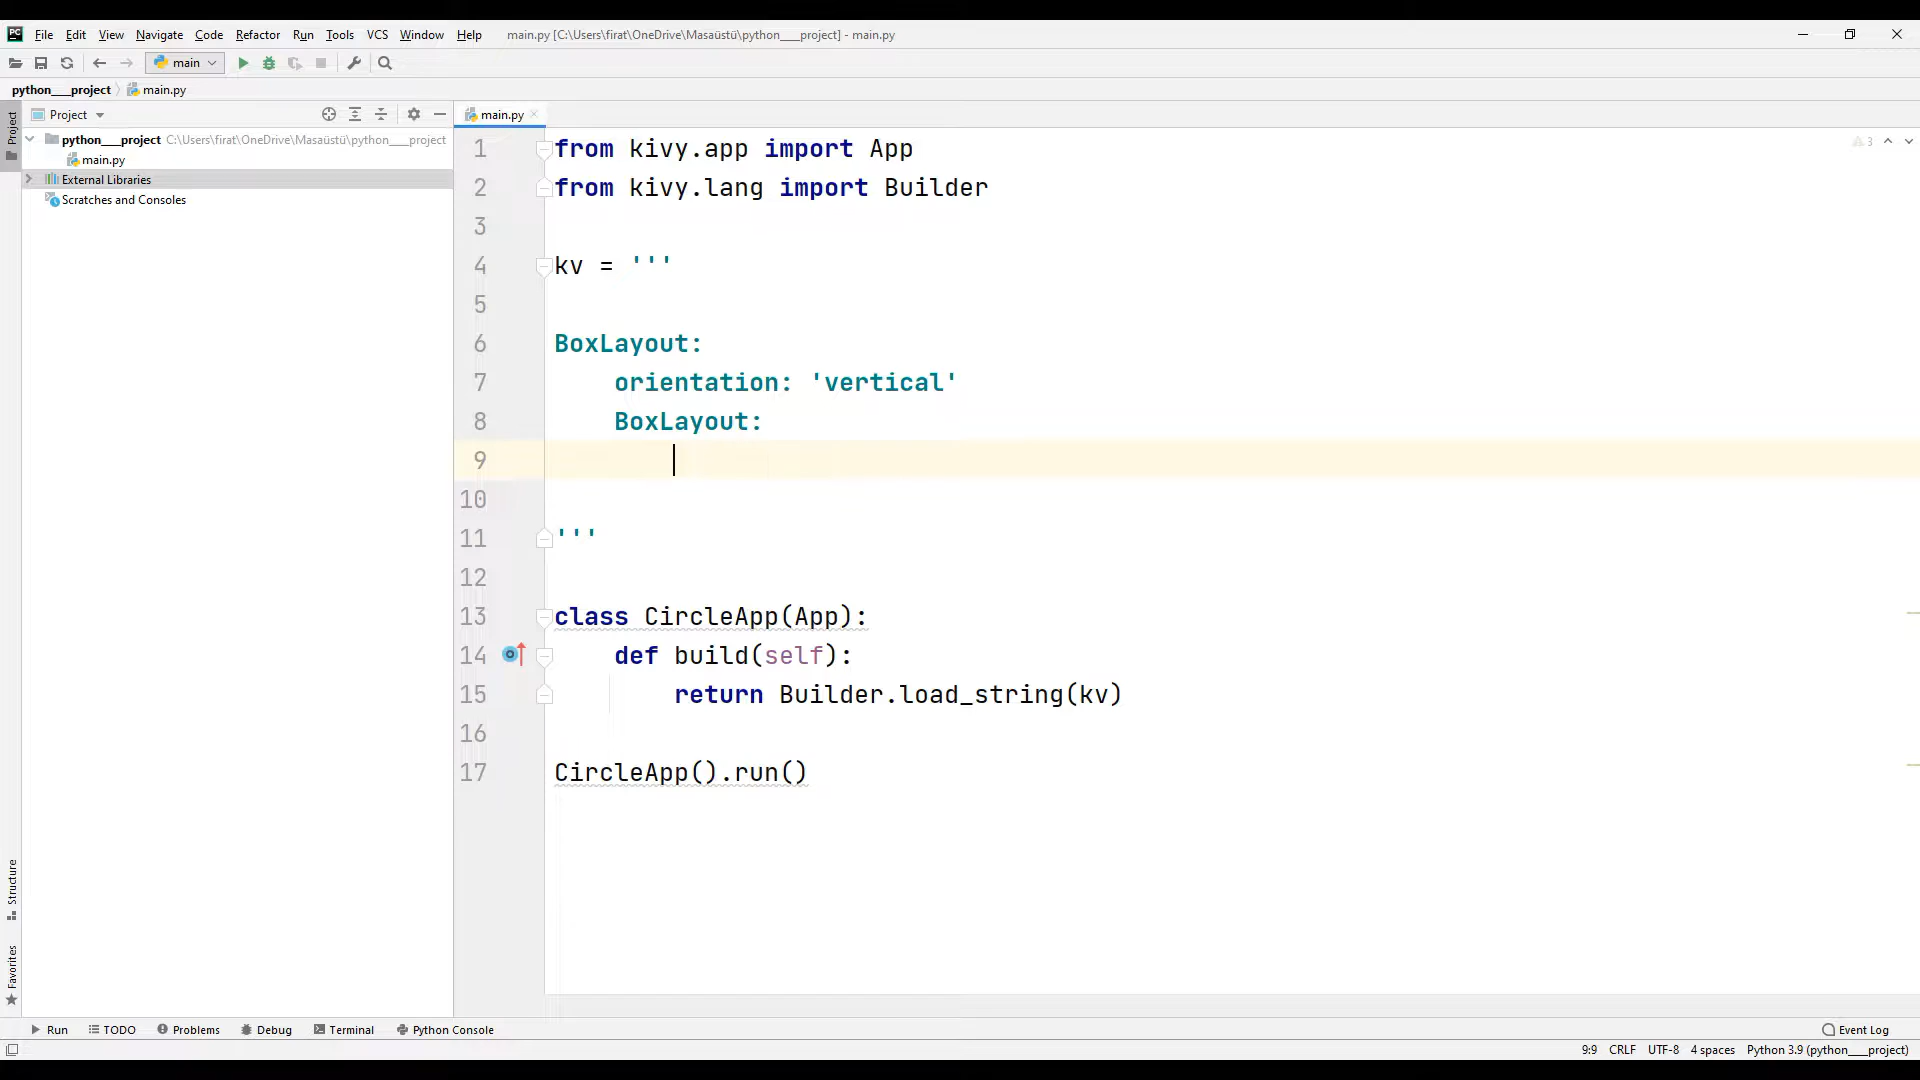 PC File Edit View Navigate Code Refactor Run Tools VCS Window Help main.py [C:\Users\firat\OneDrive\Masaüstü\python___project] - main.py
main
python___project main.py
Project
Project
main.py
python___project C:\Users\firat\OneDrive\Masaüstü\python___project
main.py
External Libraries
Scratches and Consoles
1 from kivy.app import App
3
2 from kivy.lang import Builder
3
4 kv = '''
5
6 BoxLayout:
7     orientation: 'vertical'
8     BoxLayout:
9
10
11 '''
12
13 class CircleApp(App):
14     def build(self):
15         return Builder.load_string(kv)
16
17 CircleApp().run()
Structure
Favorites
Run TODO Problems Debug Terminal Python Console Event Log
9:9 CRLF UTF-8 4 spaces Python 3.9 (python___project)